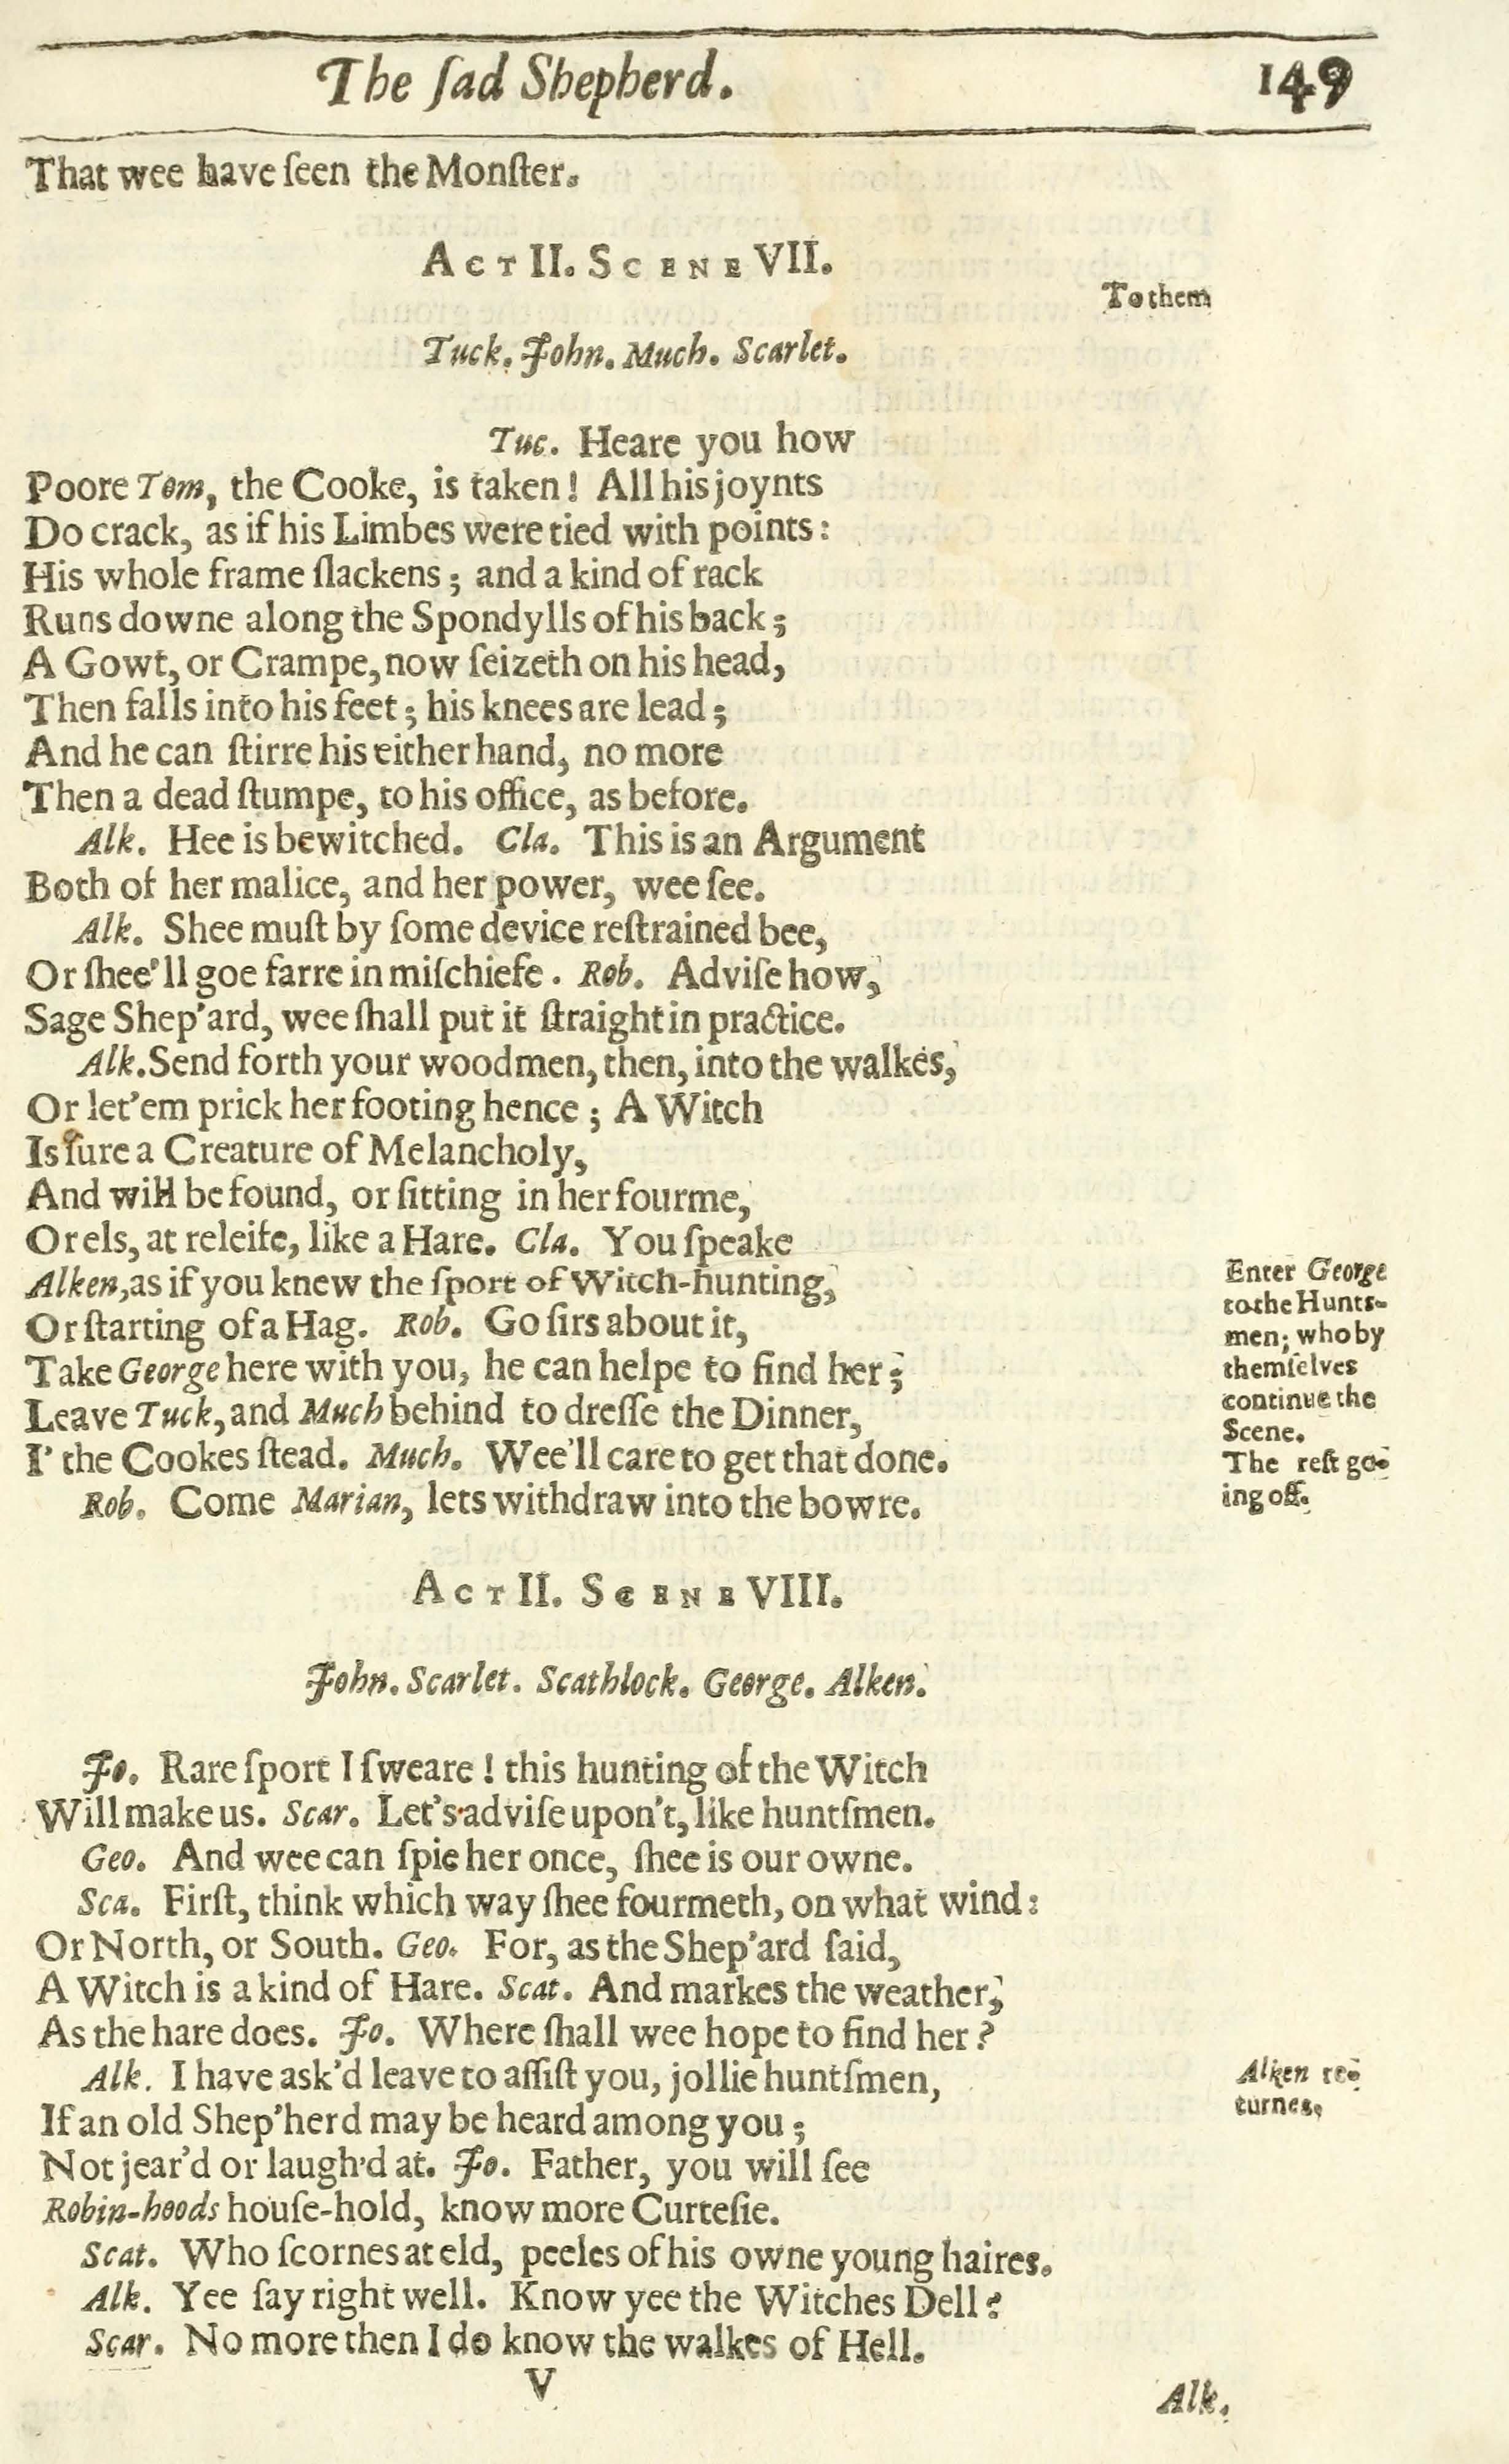 The ſad Shepherd. 149
That wee have ſeen the Monſter.
ACT II. SCENE VII.
To them
Tuck. John. Much. Scarlet.
Tuc. Heare you how
Poore Tom, the Cooke, is taken! All his joynts
Do crack, as if his Limbes were tied with points:
His whole frame ſlackens; and a kind of rack
Runs downe along the Spondylls of his back;
A Gowt, or Crampe, now ſeizeth on his head,
Then falls into his feet; his knees are lead;
And he can ſtirre his either hand, no more
Then a dead ſtumpe, to his office, as before.
Alk. Hee is bewitched. Cla. This is an Argument
Both of her malice, and her power, wee ſee.
Alk. Shee muſt by ſome device reſtrained bee,
Or ſhee'll goe farre in miſchiefe. Rob. Adviſe how,
Sage Shep'ard, wee ſhall put it ſtraight in practice.
Alk. Send forth your woodmen, then, into the walkes,
Or let'em prick her footing hence; A Witch
Is ſure a Creature of Melancholy,
And will be found, or ſitting in her fourme,
Or els, at releife, like a Hare. Cla. You ſpeake
Alken, as if you knew the ſport of Witch-hunting,
Or ſtarting of a Hag. Rob. Go ſirs about it,
Take George here with you, he can helpe to find her;
Leave Tuck, and Much behind to dreſſe the Dinner,
I' the Cookes ſtead. Much. Wee'll care to get that done.
Rob. Come Marian, lets withdraw into the bowre.
Enter George
to the Hunts-
men; who by
themſelves
continue the
Scene.
The reſt go-
ing off.
ACT II. SCENE VIII.
John. Scarlet. Scathlock. George. Alken.
Jo. Rare ſport I ſweare! this hunting of the Witch
Will make us. Scar. Let's adviſe upon't, like huntſmen.
Geo. And wee can ſpie her once, ſhee is our owne.
Sca. Firſt, think which way ſhee fourmeth, on what wind:
Or North, or South. Geo. For, as the Shep'ard ſaid,
A Witch is a kind of Hare. Scat. And markes the weather,
As the hare does. Jo. Where ſhall wee hope to find her?
Alk. I have ask'd leave to aſſiſt you, jollie huntſmen,
If an old Shep'herd may be heard among you;
Not jear'd or laugh'd at. Jo. Father, you will ſee
Robin-hoods houſe-hold, know more Curteſie.
Scat. Who ſcornes at eld, peeles of his owne young haires.
Alk. Yee ſay right well. Know yee the Witches Dell?
Scar. No more then I do know the walkes of Hell.
Alken re-
turnes.
V
Alk.